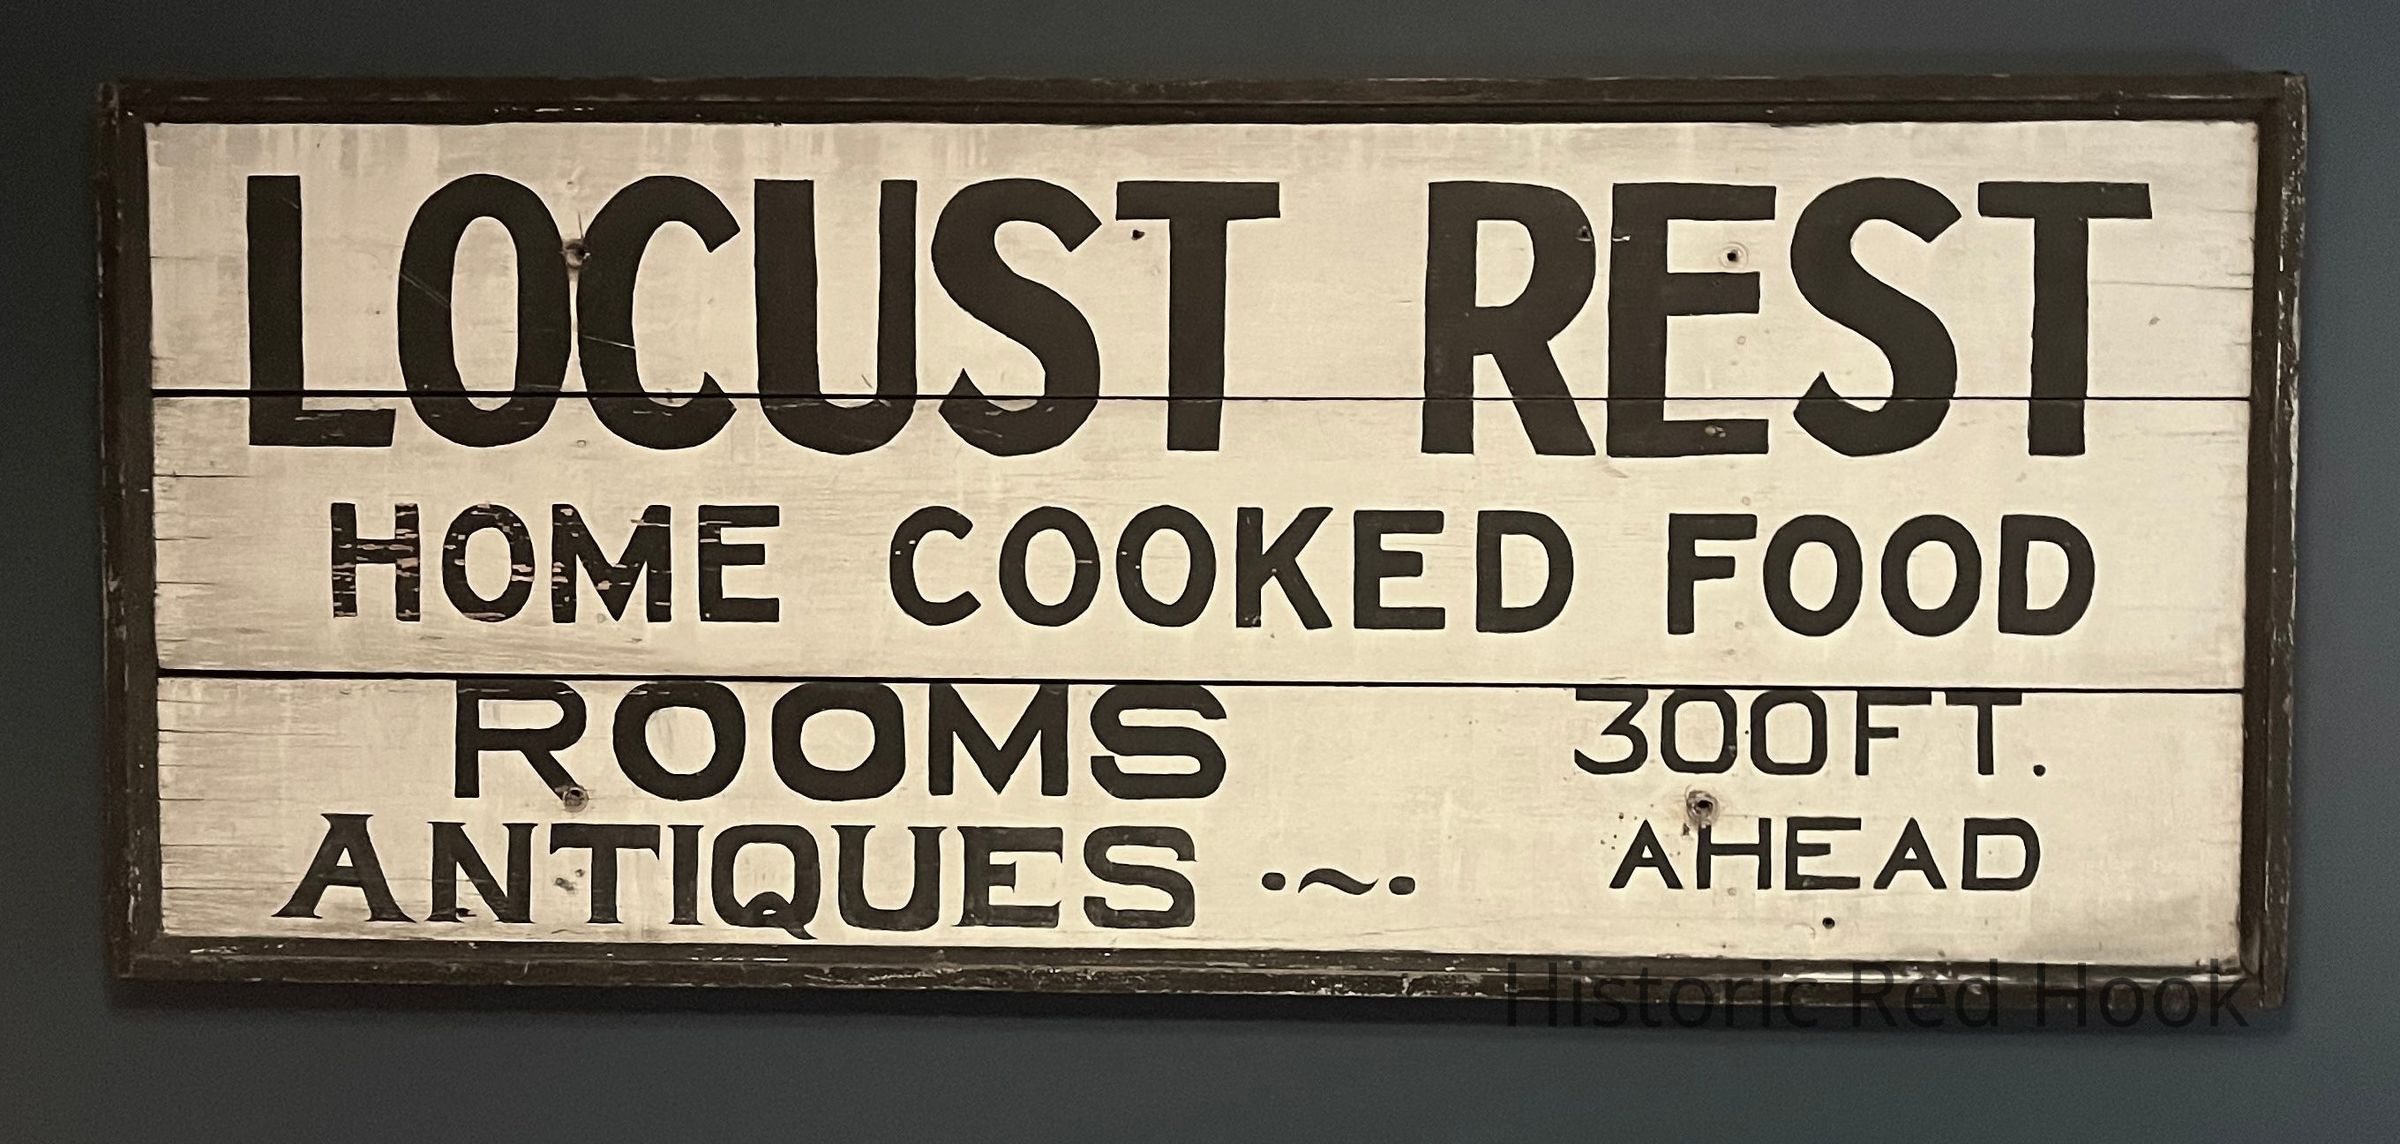 LOCUST REST
HOME COOKED FOOD
ROOMS 300FT.
ANTIQUES .~. AHEAD
Historic Red Hook